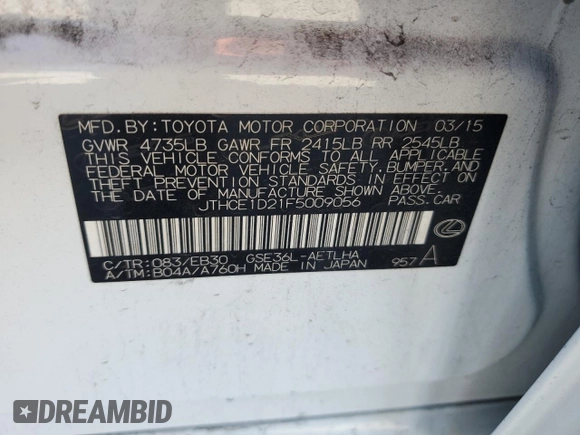 MFD.BY:TOYOTA MOTOR CORPORATION 03/15
GVWR 4735LB GAWR FR 2415LB RR 2545LB
THIS VEHICLE CONFORMS TO ALL APPLICABLE
FEDERAL MOTOR VEHICLE SAFETY,BUMPER,AND
THEFT PREVENTION STANDARDS IN EFFECT ON
THE DATE OF MANUFACTURE SHOWN ABOVE.
JTHCE1D21F5009056 PASS.CAR
C/TR:083/EB30 GSE36L-AETLHA
A/TM:B04A/A760H MADE IN JAPAN 957 A
DREAMBID